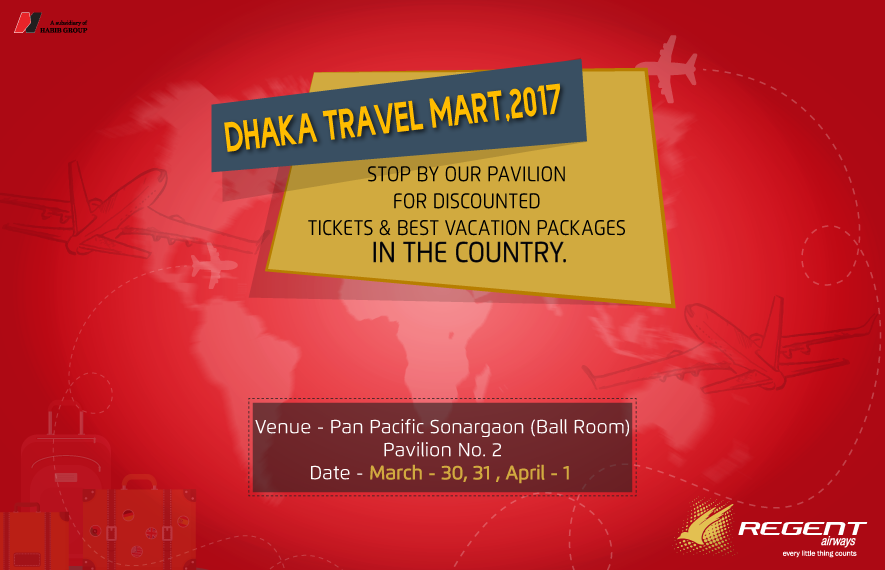 A subsidiary of
HABIB GROUP
DHAKA TRAVEL MART,2017
STOP BY OUR PAVILION
FOR DISCOUNTED
TICKETS & BEST VACATION PACKAGES
IN THE COUNTRY.
Venue - Pan Pacific Sonargaon (Ball Room)
Pavilion No. 2
Date - March - 30, 31 , April - 1
REGENT
airways
every little thing counts